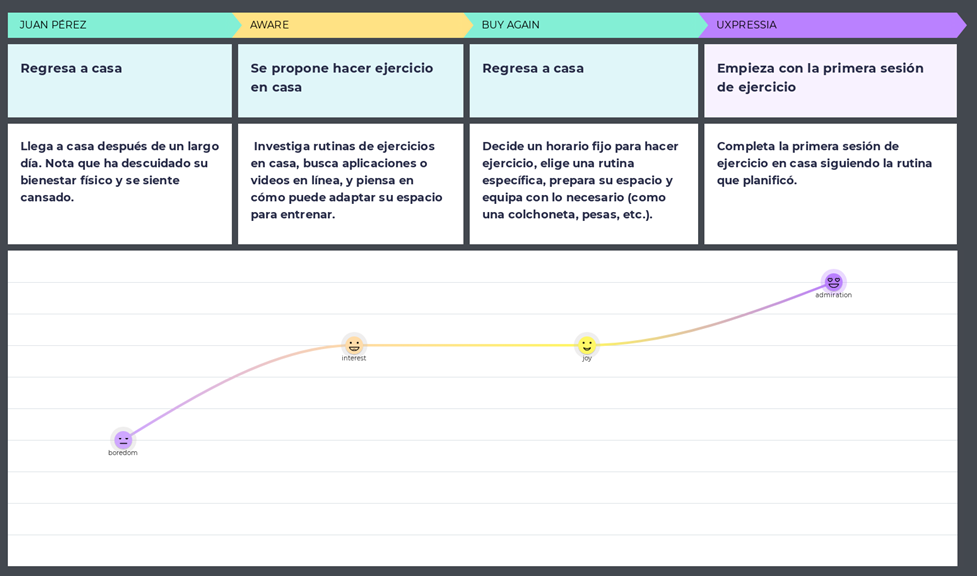 JUAN PÉREZ
AWARE
BUY AGAIN
UXPRESSIA
Regresa a casa
Se propone hacer ejercicio
en casa
Regresa a casa
Empieza con la primera sesión
de ejercicio
Llega a casa después de un largo
día. Nota que ha descuidado su
bienestar físico y se siente
cansado.
Investiga rutinas de ejercicios
en casa, busca aplicaciones o
videos en línea, y piensa en
cómo puede adaptar su espacio
para entrenar.
Decide un horario fijo para hacer
ejercicio, elige una rutina
específica, prepara su espacio y
equipa con lo necesario (como
una colchoneta, pesas, etc.).
Completa la primera sesión de
ejercicio en casa siguiendo la rutina
que planificó.
admiration
interest
joy
boredom